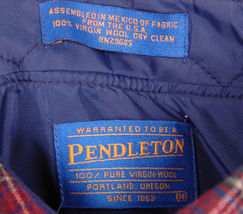 ASSEMBLED IN MEXICO OF FABRIC
FROM THE U.S.A.
100% VIRGIN WOOL DRY CLEAN
RN29685
WARRANTED TO BE A
PENDLETON
100% PURE VIRGIN WOOL
PORTLAND, OREGON
SINCE 1863
M